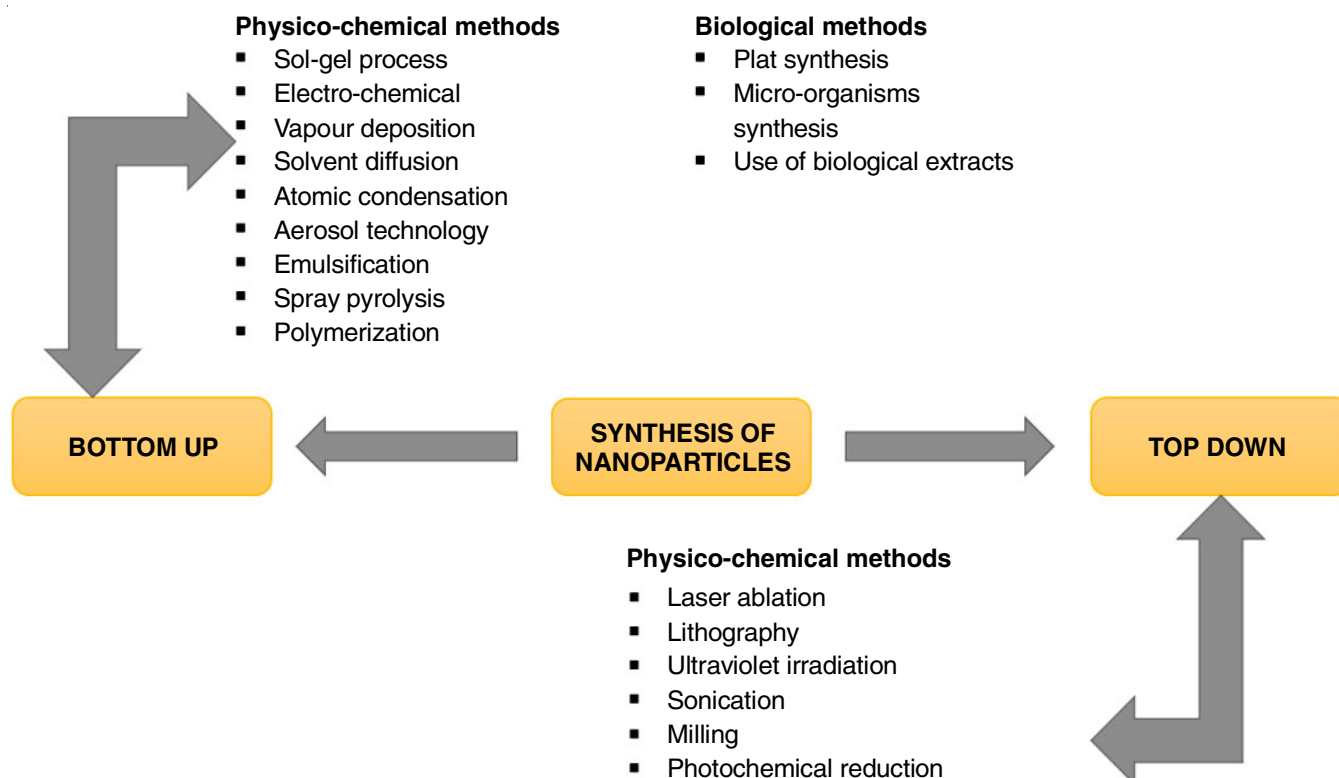 Physico-chemical methods
▪ Sol-gel process
▪ Electro-chemical
▪ Vapour deposition
▪ Solvent diffusion
▪ Atomic condensation
▪ Aerosol technology
▪ Emulsification
▪ Spray pyrolysis
▪ Polymerization
Biological methods
▪ Plat synthesis
▪ Micro-organisms
synthesis
▪ Use of biological extracts
BOTTOM UP
SYNTHESIS OF
NANOPARTICLES
TOP DOWN
Physico-chemical methods
▪ Laser ablation
▪ Lithography
▪ Ultraviolet irradiation
▪ Sonication
▪ Milling
▪ Photochemical reduction